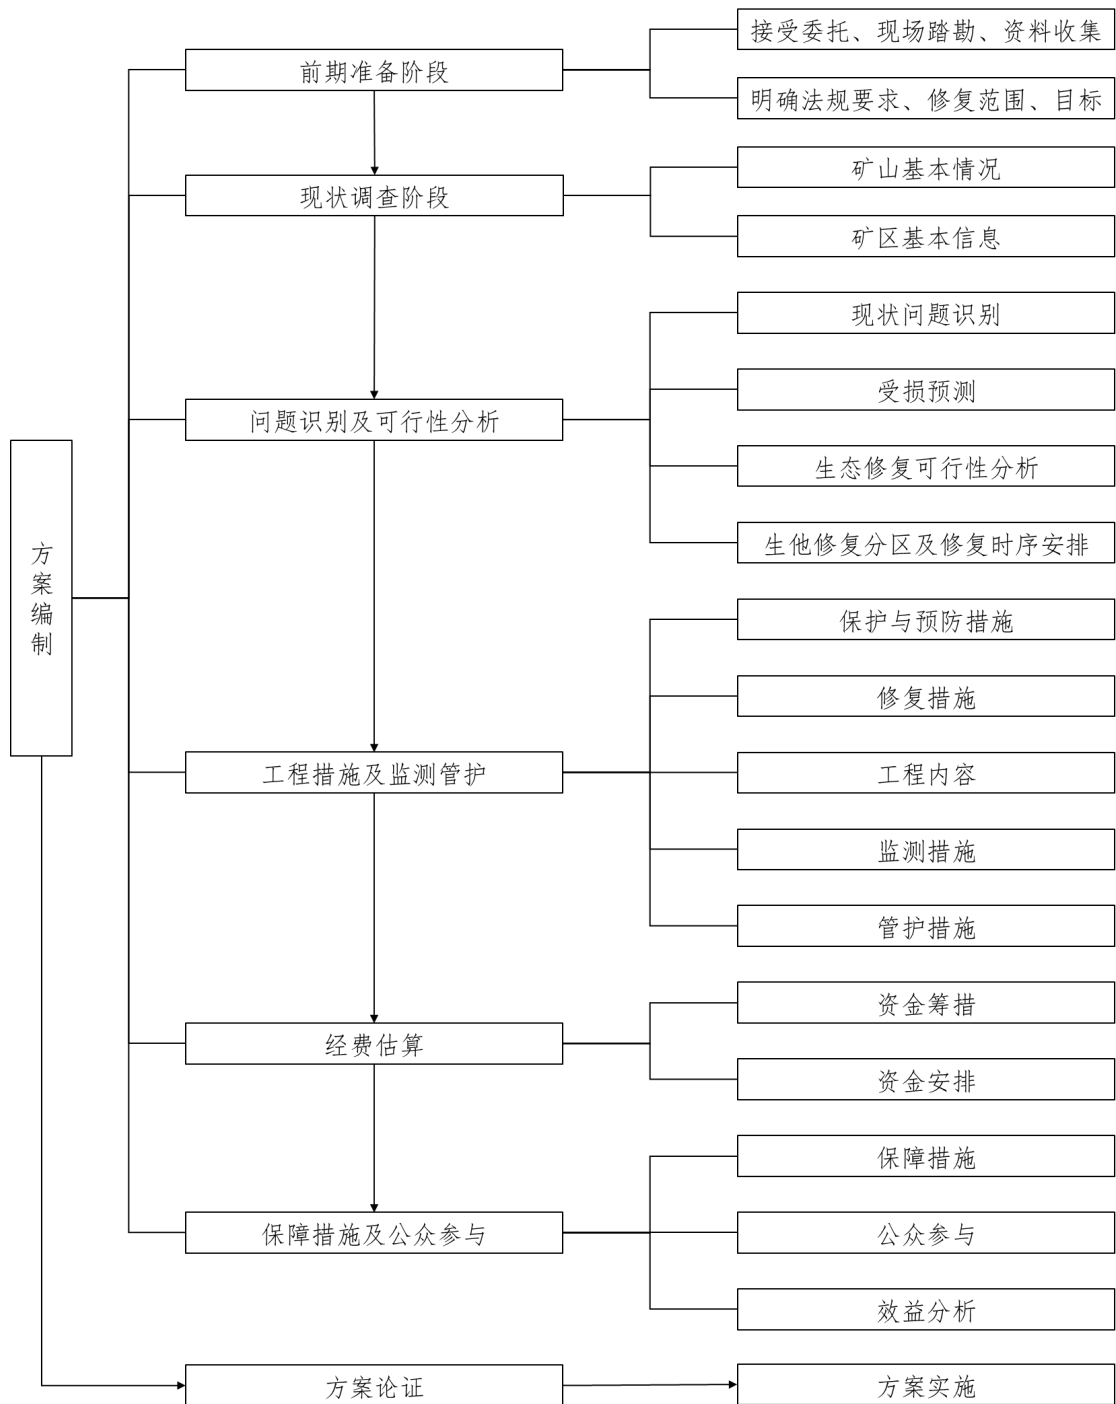 接受委托、现场踏勘、资料收集
前期准备阶段
明确法规要求、修复范围、目标
矿山基本情况
现状调查阶段
矿区基本信息
现状问题识别
受损预测
问题识别及可行性分析
生态修复可行性分析
生他修复分区及修复时序安排
方案编制
保护与预防措施
修复措施
工程措施及监测管护
工程内容
监测措施
管护措施
资金筹措
经费估算
资金安排
保障措施
保障措施及公众参与
公众参与
效益分析
方案论证
方案实施